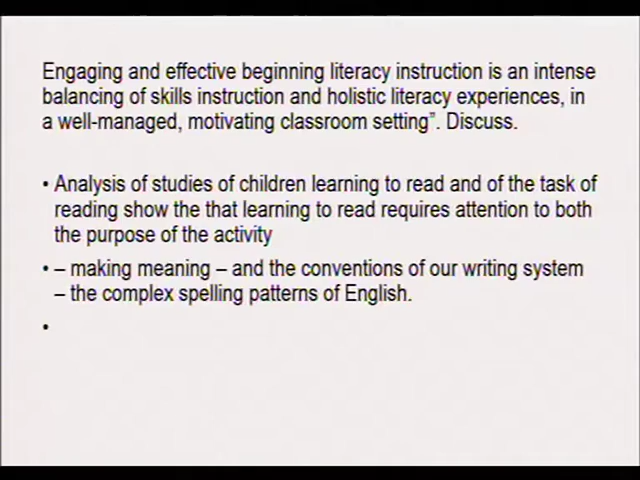 Engaging and effective beginning literacy instruction is an intense
balancing of skills instruction and holistic literacy experiences, in
a well-managed, motivating classroom setting”. Discuss.
• Analysis of studies of children learning to read and of the task of
reading show the that learning to read requires attention to both
the purpose of the activity
• – making meaning – and the conventions of our writing system
– the complex spelling patterns of English.
•